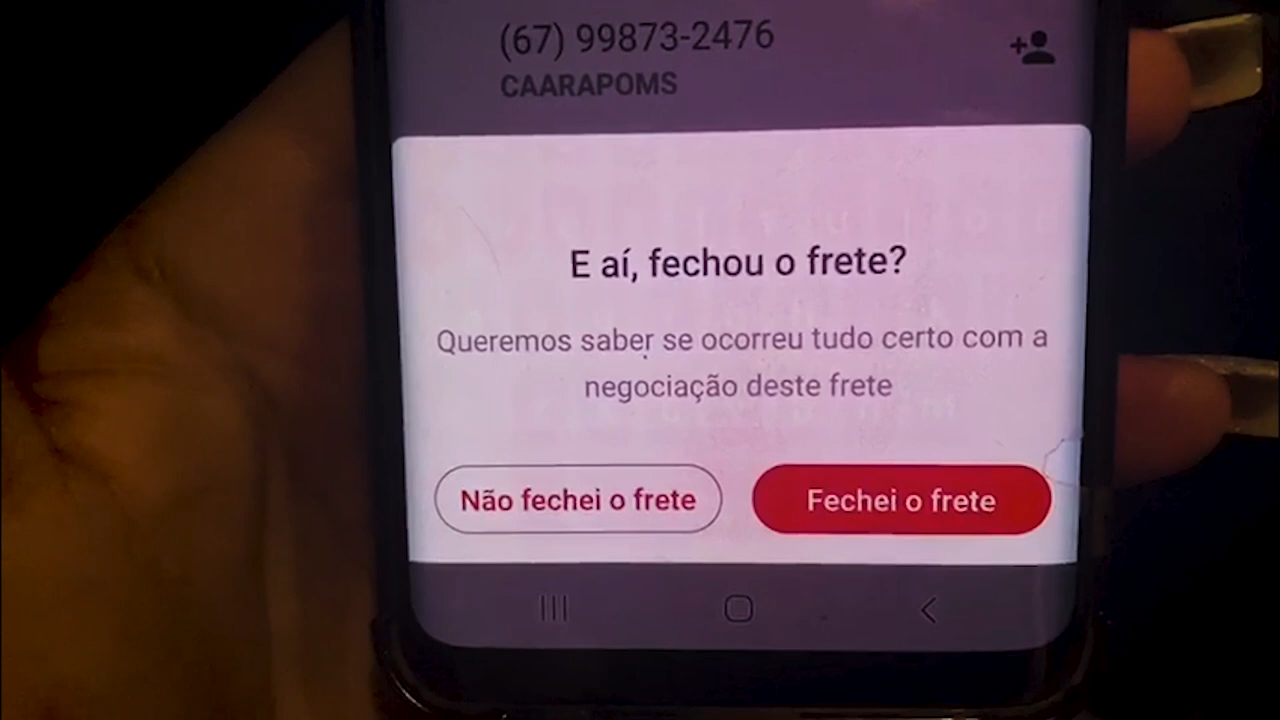 (67) 99873-2476
CAARAPOMS
E aí, fechou o frete?
Queremos saber se ocorreu tudo certo com a
negociação deste frete
Não fechei o frete
Fechei o frete